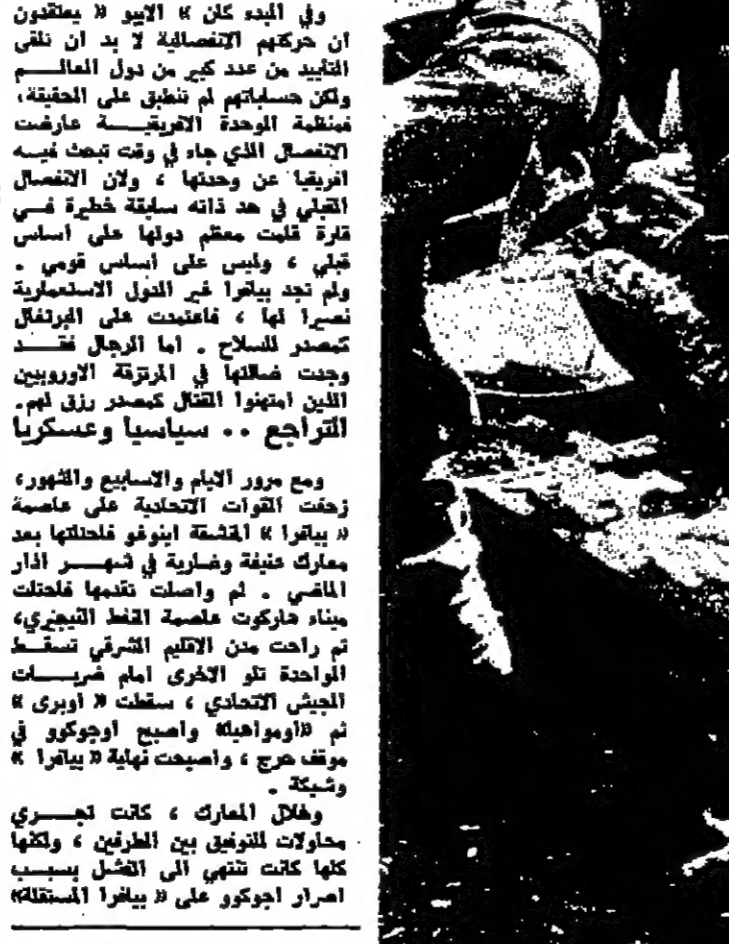 وفي البدء كان « الايبو » يعتقدون
ان حركتهم الانفصالية لا بد ان تلقى
التأييد من عدد كبير من دول العالم
ولكن حساباتهم لم تنطبق على الحقيقة،
فمنظمة الوحدة الافريقية عارضت
الانفصال الذي جاء في وقت تبحث فيه
افريقيا عن وحدتها ، ولان الانفصال
القبلي في حد ذاته سابقة خطيرة في
قارة قامت معظم دولها على اساس
قبلي ، وليس على اساس قومي .
ولم تجد بيافرا غير الدول الاستعمارية
نصيرا لها ، فاعتمدت على البرتغال
كمصدر للسلاح . اما الرجال فقد
وجدت ضالتها في المرتزقة الاوروبيين
الذين امتهنوا القتال كمصدر رزق لهم.
التراجع .. سياسيا وعسكريا
ومع مرور الايام والاسابيع والشهور،
زحفت القوات الاتحادية على عاصمة
« بيافرا » المنشقة اينوغو فاحتلتها بعد
معارك عنيفة وضارية في شهر اذار
الماضي . ثم واصلت تقدمها فاحتلت
ميناء هاركوت عاصمة النفط النيجيري،
ثم راحت مدن الاقليم الشرقي تسقط
الواحدة تلو الاخرى امام ضربات
الجيش الاتحادي ، سقطت « اوبرى »
ثم «اومواهيا» واصبح اوجوكوو في
موقف حرج ، واصبحت نهاية « بيافرا »
وشيكة .
وخلال المعارك ، كانت تجري
محاولات للتوفيق بين الطرفين ، ولكنها
كلها كانت تنتهي الى الفشل بسبب
اصرار اجوكوو على « بيافرا المستقلة»